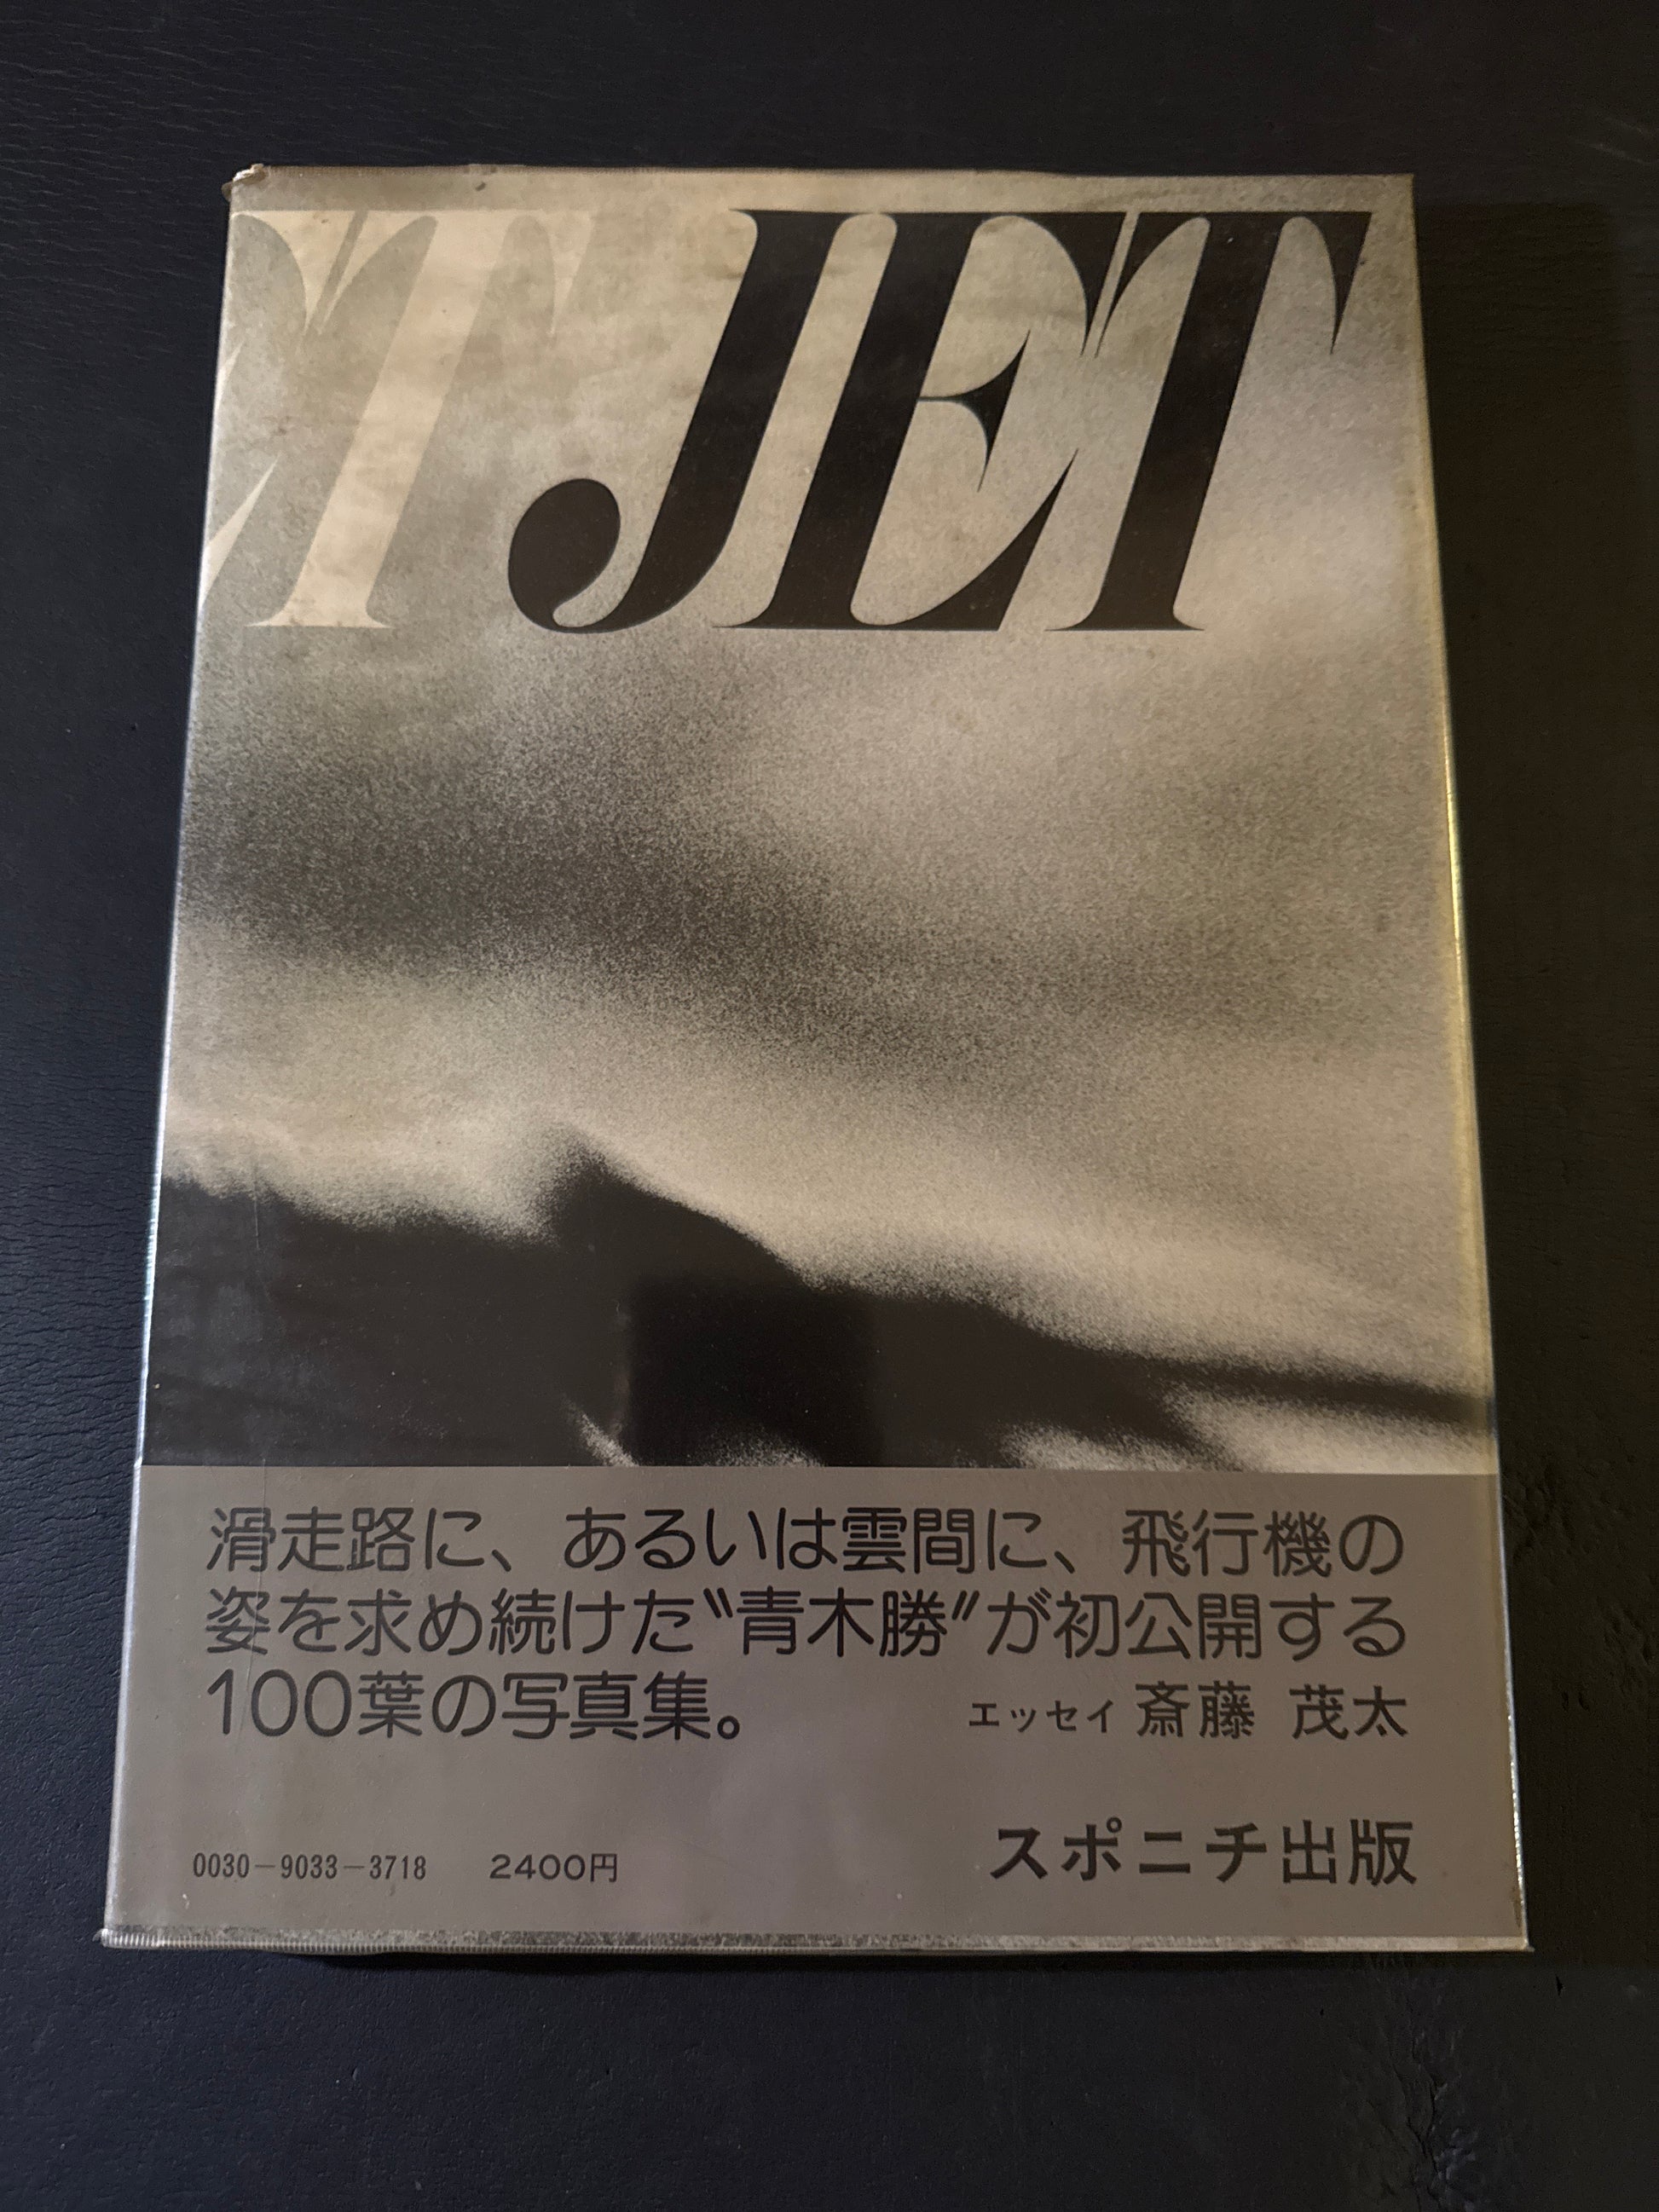 JET
滑走路に、あるいは雲間に、飛行機の
姿を求め続けた〝青木勝〟が初公開する
100葉の写真集。
エッセイ 斎藤 茂太
スポニチ出版
0030-9033-3718 2400円